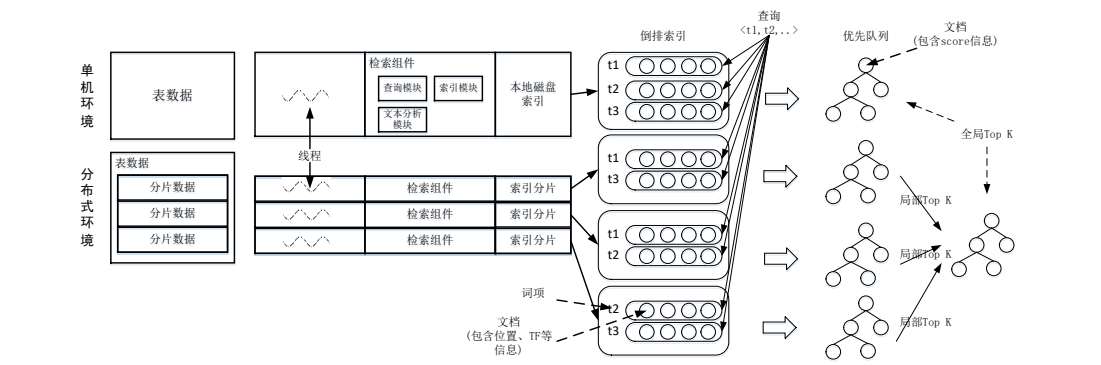 单机环境
表数据
检索组件
查询模块
索引模块
文本分析
模块
本地磁盘
索引
倒排索引
t1
t2
t3
查询
<t1,t2,..>
优先队列
文档
(包含score信息)
全局Top K
线程
分布式环境
表数据
分片数据
分片数据
分片数据
检索组件
索引分片
检索组件
索引分片
检索组件
索引分片
t1
t3
t1
t2
t2
t3
词项
文档
(包含位置、TF等
信息)
局部Top K
局部Top K
局部Top K